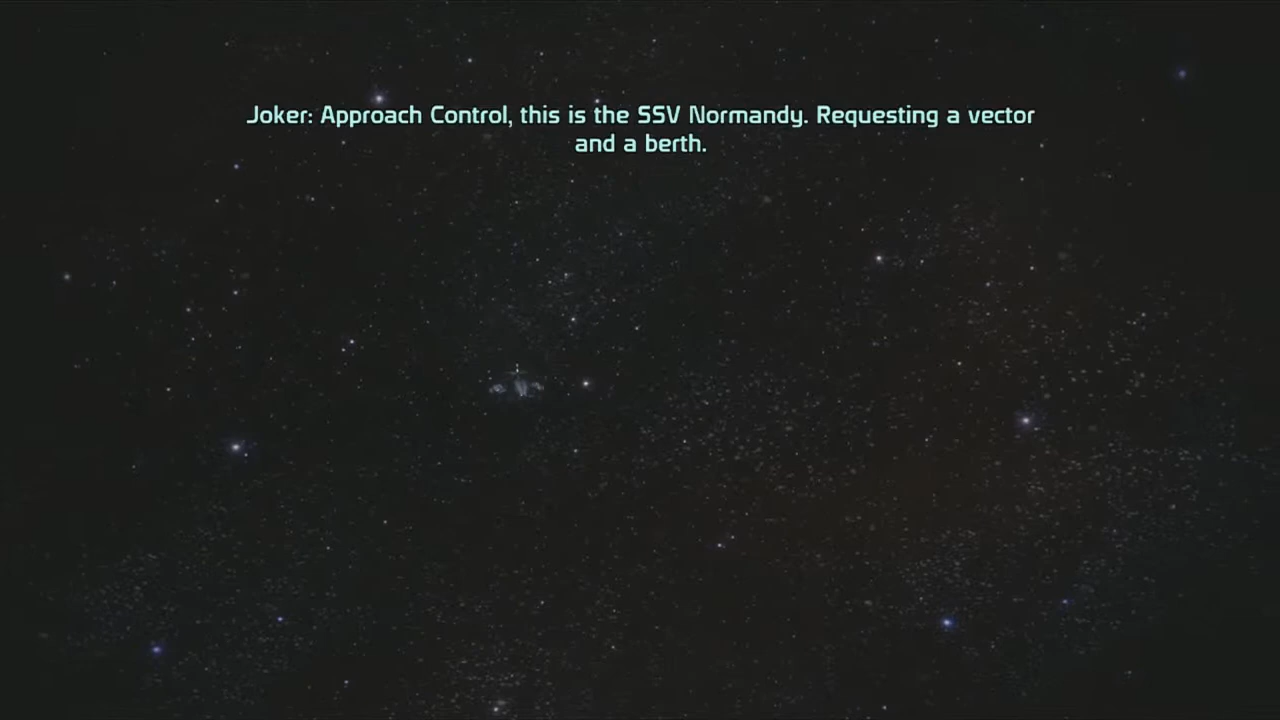 Joker: Approach Control, this is the SSV Normandy. Requesting a vector
and a berth.